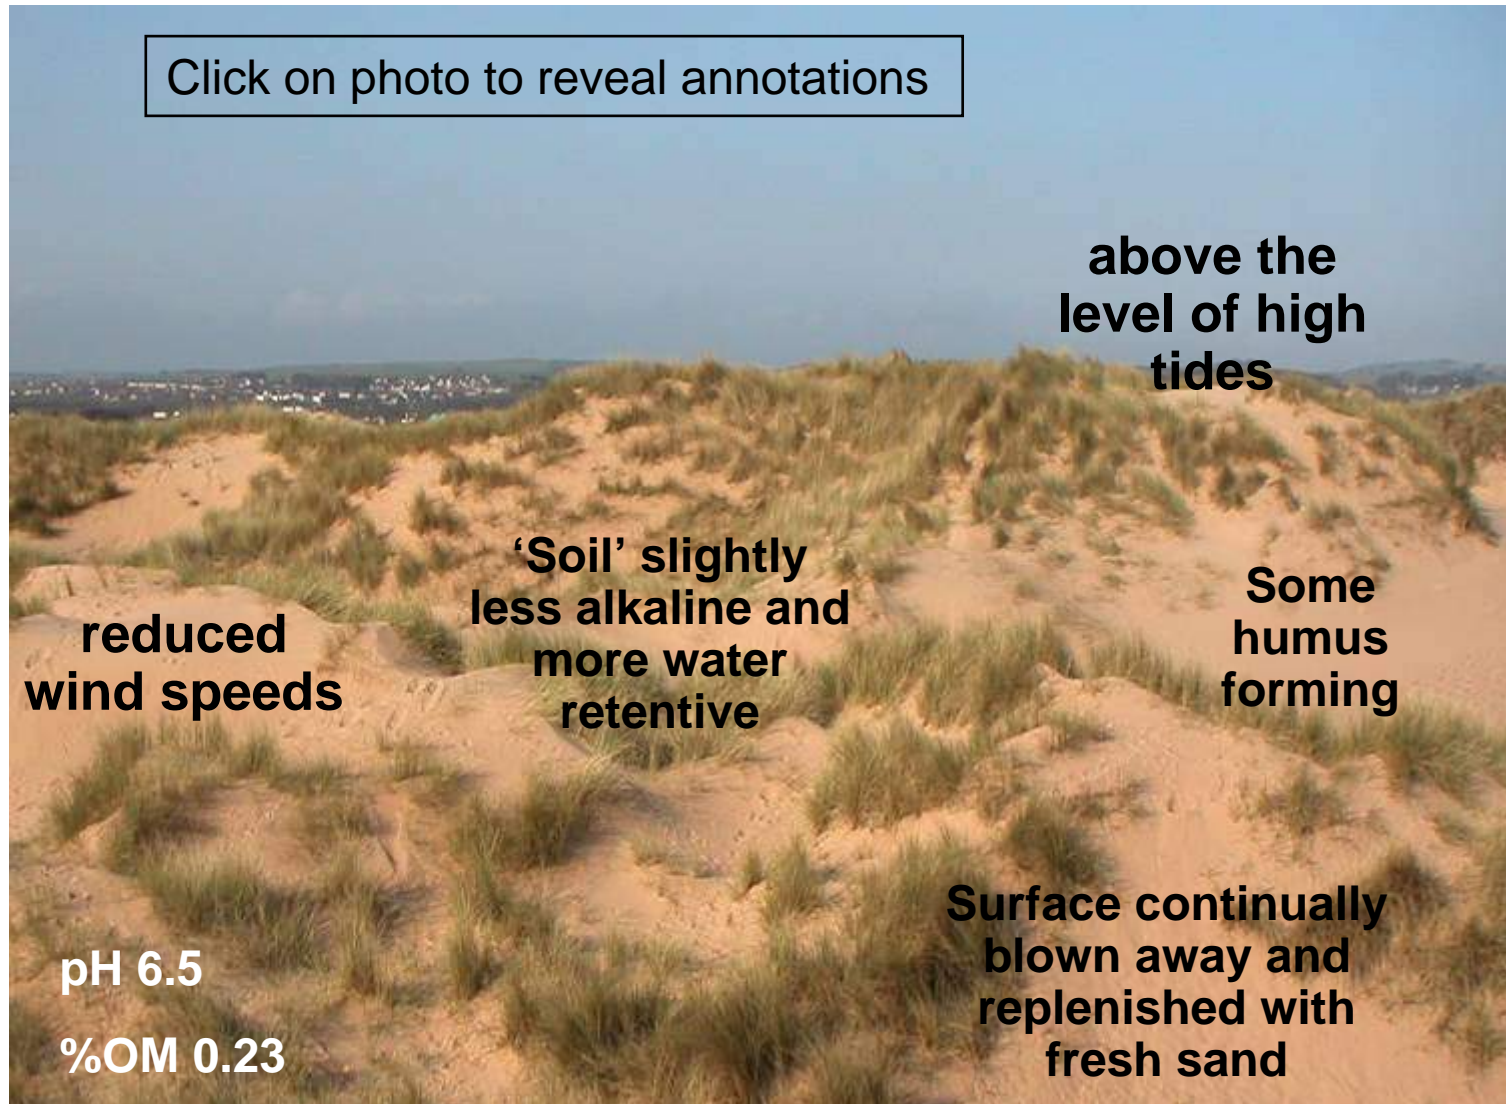 Click on photo to reveal annotations
above the
level of high
tides
‘Soil’ slightly
less alkaline and
more water
retentive
Some
humus
forming
reduced
wind speeds
Surface continually
blown away and
replenished with
fresh sand
pH 6.5
%OM 0.23